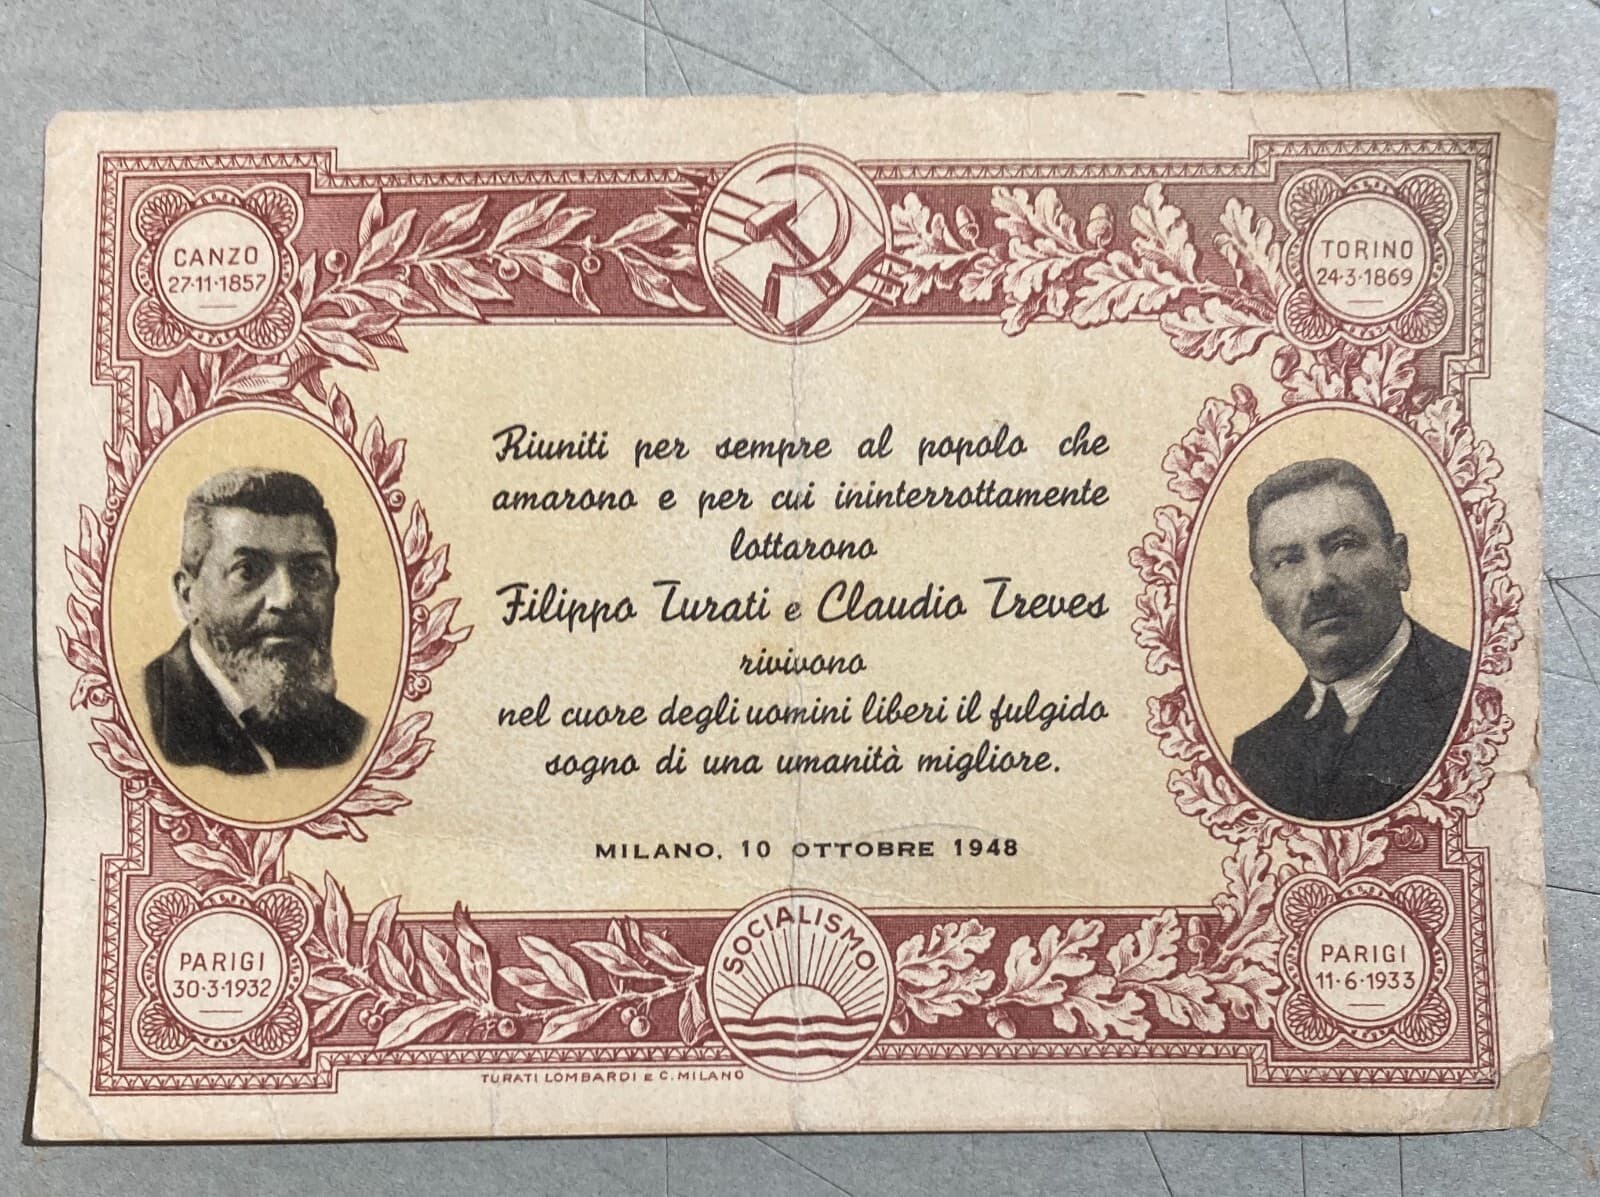 CANZO
27·11·1857
TORINO
24·3·1869
Riuniti per sempre al popolo che
amarono e per cui ininterrottamente
lottarono
Filippo Turati e Claudio Treves
rivivono
nel cuore degli uomini liberi il fulgido
sogno di una umanità migliore.
MILANO, 10 OTTOBRE 1948
PARIGI
30·3·1932
SOCIALISMO
PARIGI
11·6·1933
TURATI LOMBARDI E C. MILANO